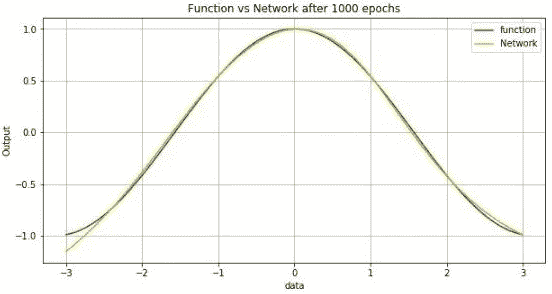 Function vs Network after 1000 epochs
function
Network
1.0
0.5
0.0
−0.5
−1.0
Output
−3
−2
−1
0
1
2
3
data